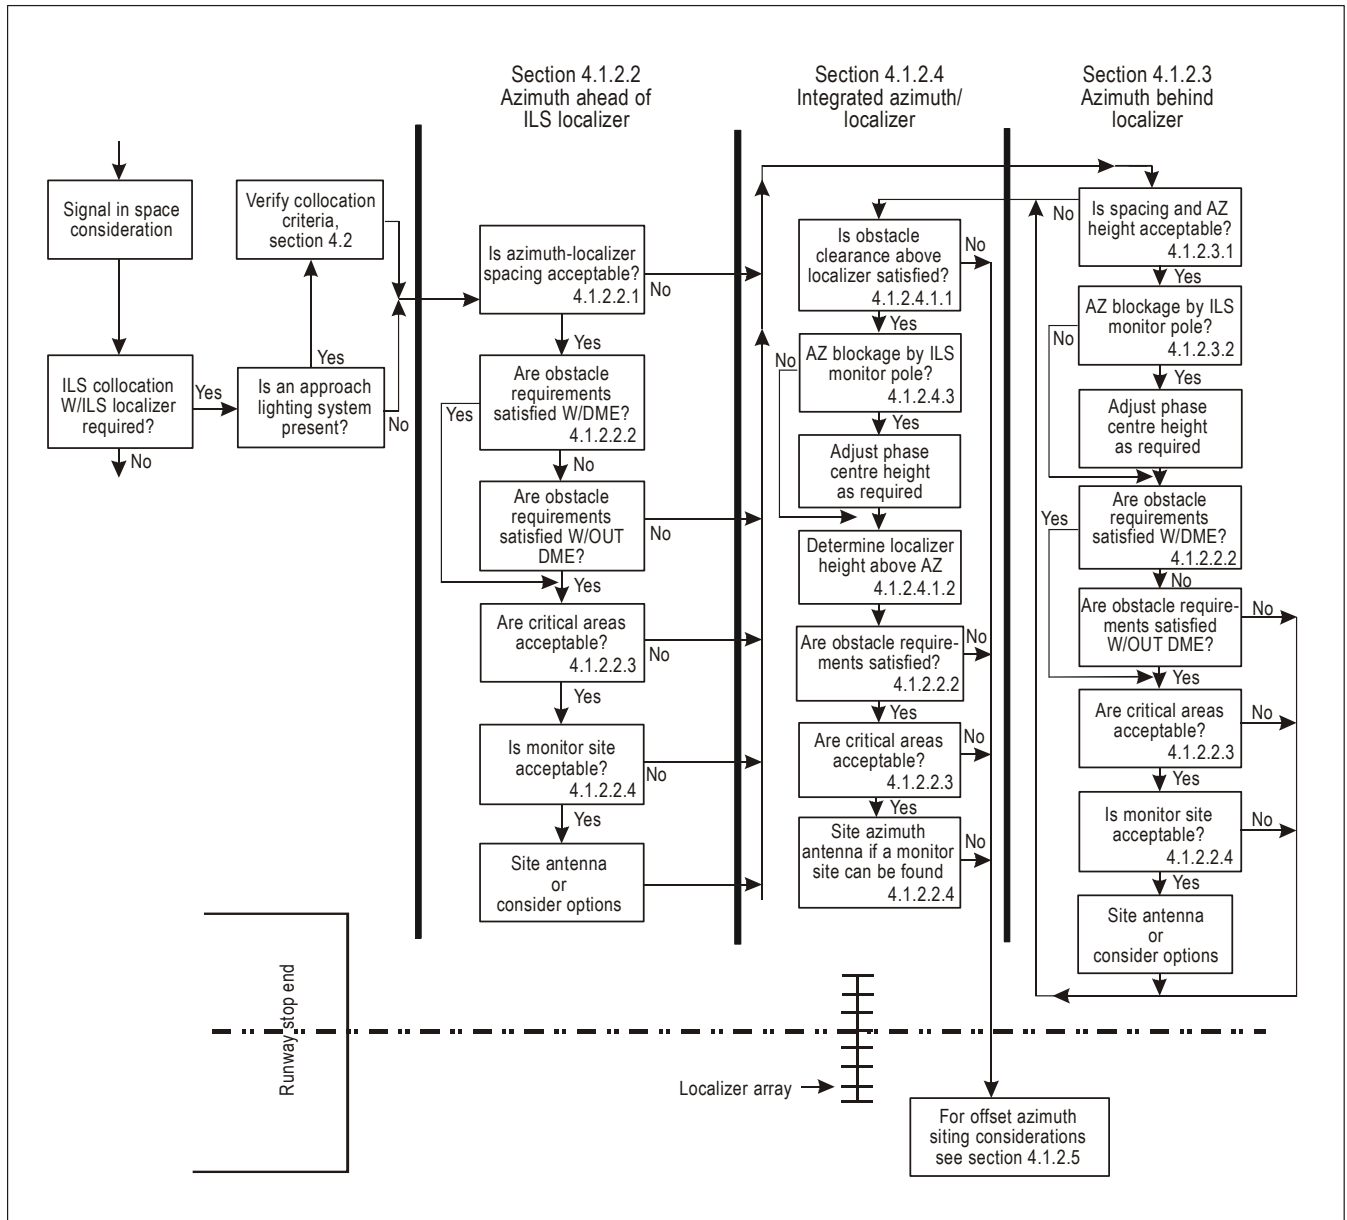 Section 4.1.2.2
Azimuth ahead of
ILS localizer
Section 4.1.2.4
Integrated azimuth/
localizer
Section 4.1.2.3
Azimuth behind
localizer
Signal in space
consideration
ILS collocation
W/ILS localizer
required?
Yes
No
Verify collocation
criteria,
section 4.2
Yes
Is an approach
lighting system
present?
No
Is azimuth-localizer
spacing acceptable?
4.1.2.2.1
No
Yes
Are obstacle
requirements
satisfied W/DME?
4.1.2.2.2
Yes
No
Are obstacle
requirements
satisfied W/OUT
DME?
No
Yes
Are critical areas
acceptable?
4.1.2.2.3
No
Yes
Is monitor site
acceptable?
4.1.2.2.4
No
Yes
Site antenna
or
consider options
Is obstacle
clearance above
localizer satisfied?
4.1.2.4.1.1
No
Yes
AZ blockage by ILS
monitor pole?
4.1.2.4.3
No
Yes
Adjust phase
centre height
as required
Determine localizer
height above AZ
4.1.2.4.1.2
Are obstacle require-
ments satisfied?
4.1.2.2.2
No
Yes
Are critical areas
acceptable?
4.1.2.2.3
No
Yes
Site azimuth
antenna if a monitor
site can be found
4.1.2.2.4
No
Is spacing and AZ
height acceptable?
4.1.2.3.1
No
Yes
AZ blockage by ILS
monitor pole?
4.1.2.3.2
No
Yes
Adjust phase
centre height
as required
Are obstacle
requirements
satisfied W/DME?
4.1.2.2.2
Yes
No
Are obstacle require-
ments satisfied
W/OUT DME?
No
Yes
Are critical areas
acceptable?
4.1.2.2.3
No
Yes
Is monitor site
acceptable?
4.1.2.2.4
No
Yes
Site antenna
or
consider options
Runway stop end
Localizer array
For offset azimuth
siting considerations
see section 4.1.2.5